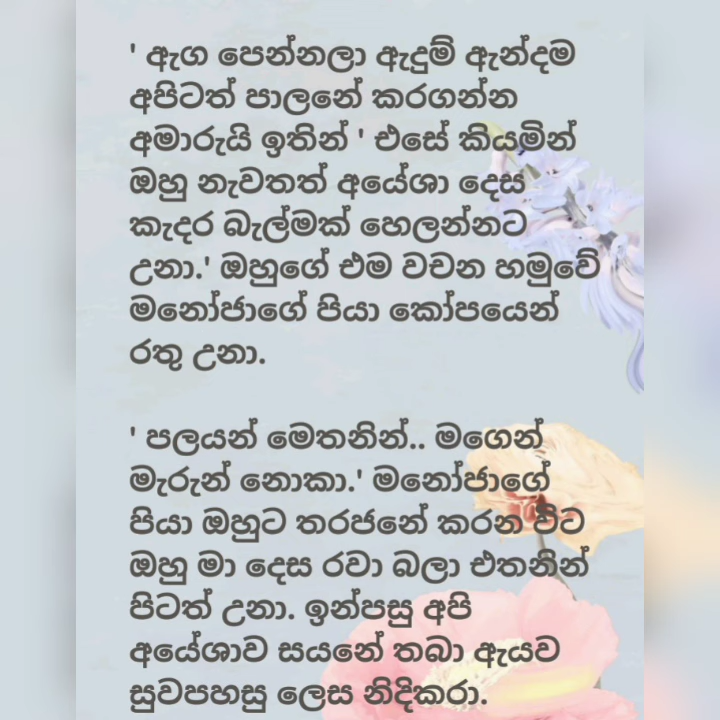 ' ඇග පෙන්නලා ඇදුම් ඇන්දම
අපිටත් පාලනේ කරගන්න
අමාරුයි ඉතින් ' එසේ කියමින්
ඔහු නැවතත් අයේශා දෙස
කැදර බැල්මක් හෙලන්නට
උනා.' ඔහුගේ එම වචන හමුවේ
මනෝජාගේ පියා කෝපයෙන්
රතු උනා.
' පලයන් මෙතනින්.. මගෙන්
මැරුන් නොකා.' මනෝජාගේ
පියා ඔහුට තරජනේ කරන විට
ඔහු මා දෙස රවා බලා එතනින්
පිටත් උනා. ඉන්පසු අපි
අයේශාව සයනේ තබා ඇයව
සුවපහසු ලෙස නිදිකරා.